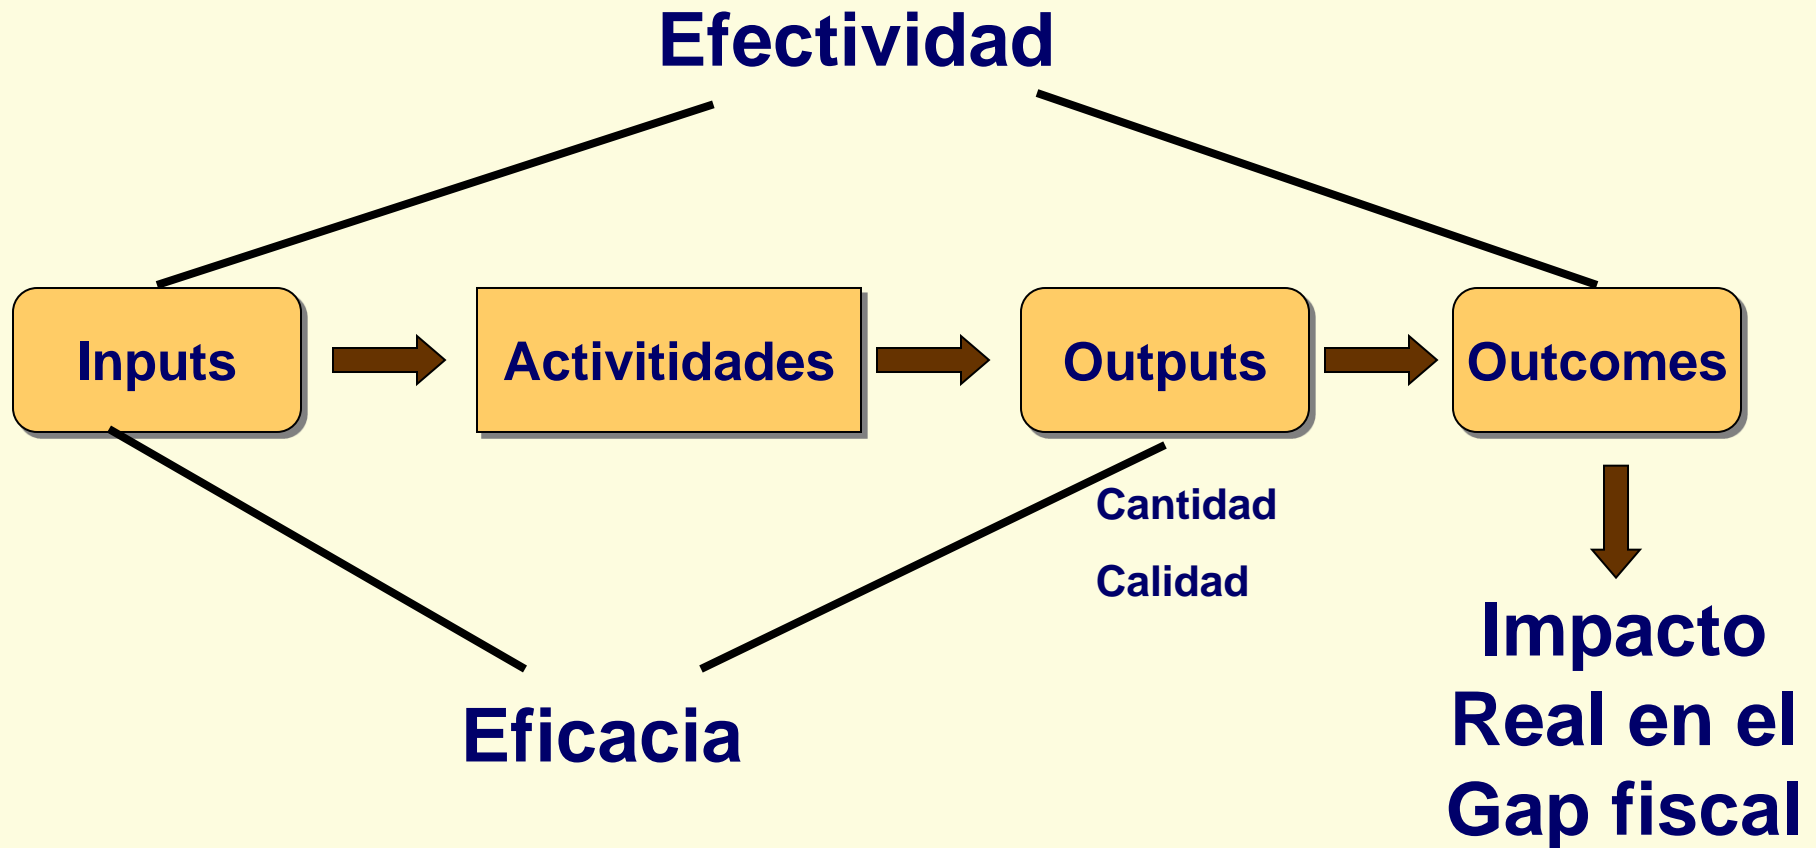 Efectividad
Inputs
Activitidades
Outputs
Outcomes
Cantidad
Calidad
Eficacia
Impacto
Real en el
Gap fiscal